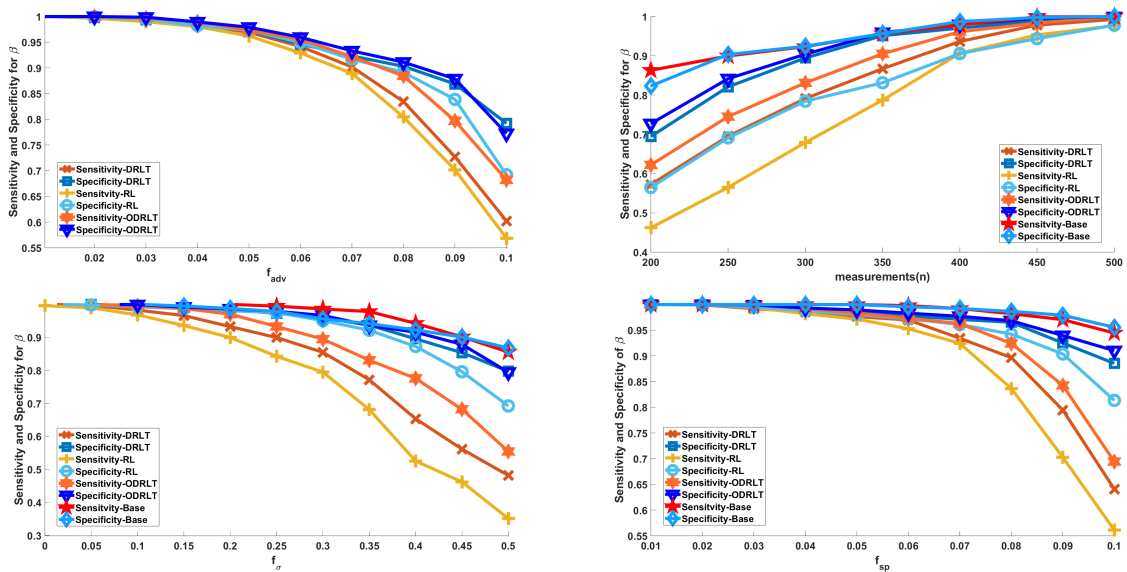 Sensitivity and Specificity for β
1
0.95
0.9
0.85
0.8
0.75
0.7
0.65
0.6
0.55
Sensitivity-DRLT
Specificity-DRLT
Sensitivity-RL
Specificity-RL
Sensitivity-ODRLT
Specificity-ODRLT
0.02 0.03 0.04 0.05 0.06 0.07 0.08 0.09 0.1
f_adv
Sensitivity and Specificity for β
1
0.9
0.8
0.7
0.6
0.5
0.4
Sensitivity-DRLT
Specificity-DRLT
Sensitivity-RL
Specificity-RL
Sensitivity-ODRLT
Specificity-ODRLT
Sensitvity-Base
Specificity-Base
200 250 300 350 400 450 500
measurements(n)
Sensitivity and Specificity for β
1
0.9
0.8
0.7
0.6
0.5
0.4
0.3
Sensitivity-DRLT
Specificity-DRLT
Sensitivity-RL
Specificity-RL
Sensitivity-ODRLT
Specificity-ODRLT
Sensitvity-Base
Specificity-Base
0 0.05 0.1 0.15 0.2 0.25 0.3 0.35 0.4 0.45 0.5
f_σ
Sensitivity and Specificity of β
1
0.95
0.9
0.85
0.8
0.75
0.7
0.65
0.6
0.55
Sensitivity-DRLT
Specificity-DRLT
Sensitivity-RL
Specificity-RL
Sensitivity-ODRLT
Specificity-ODRLT
Sensitvity-Base
Specificity-Base
0.01 0.02 0.03 0.04 0.05 0.06 0.07 0.08 0.09 0.1
f_sp